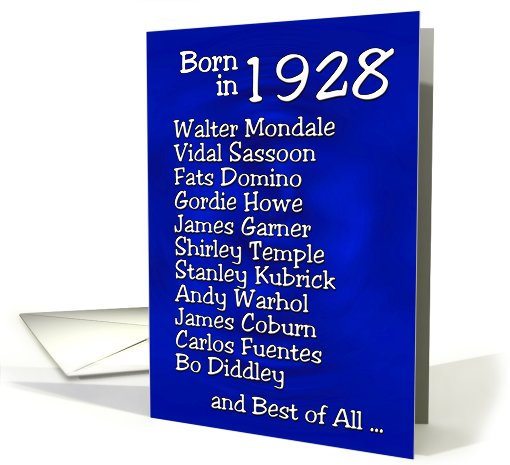 Born
in 1928
Walter Mondale
Vidal Sassoon
Fats Domino
Gordie Howe
James Garner
Shirley Temple
Stanley Kubrick
Andy Warhol
James Coburn
Carlos Fuentes
Bo Diddley
and Best of All ...